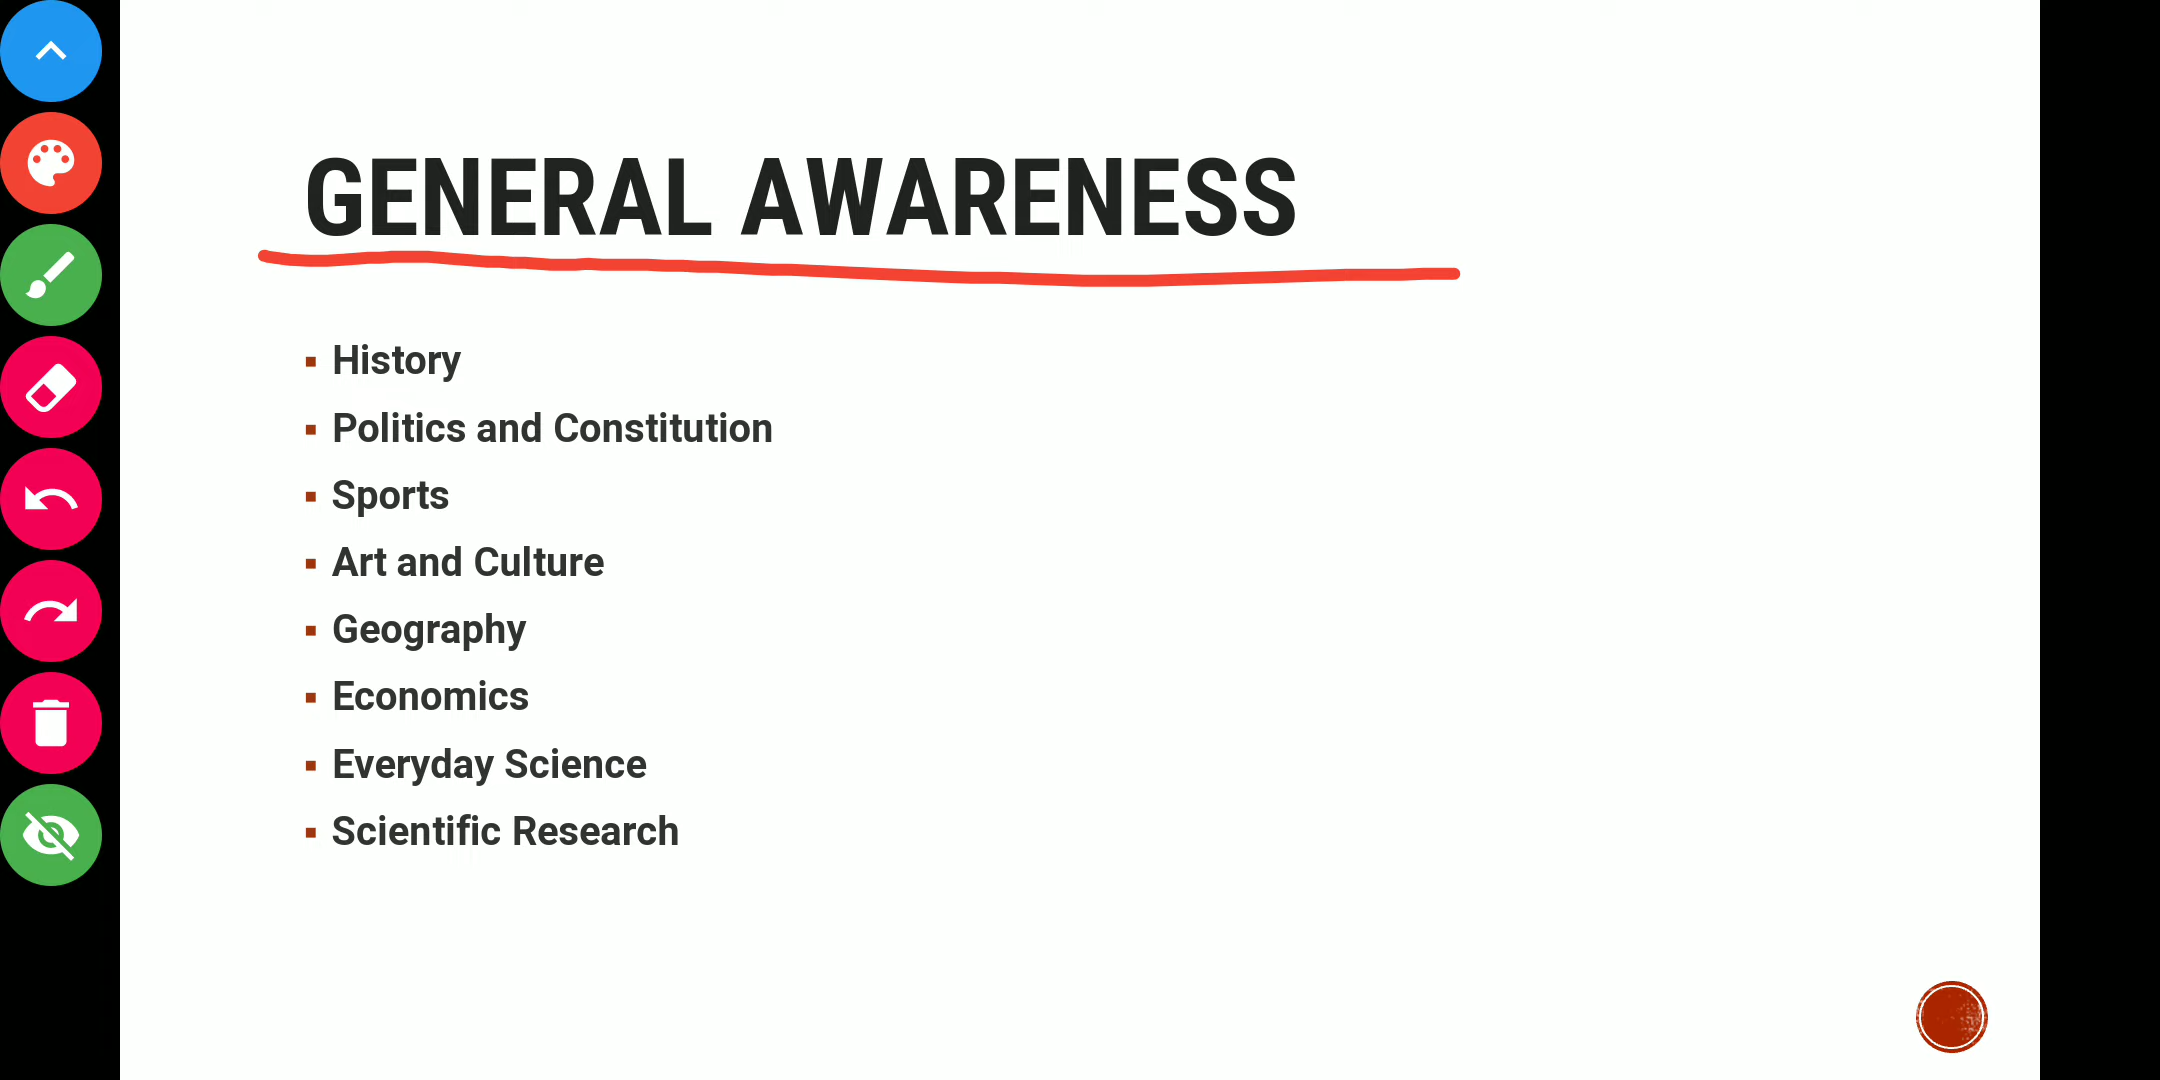 GENERAL AWARENESS
History
Politics and Constitution
Sports
Art and Culture
Geography
Economics
Everyday Science
Scientific Research